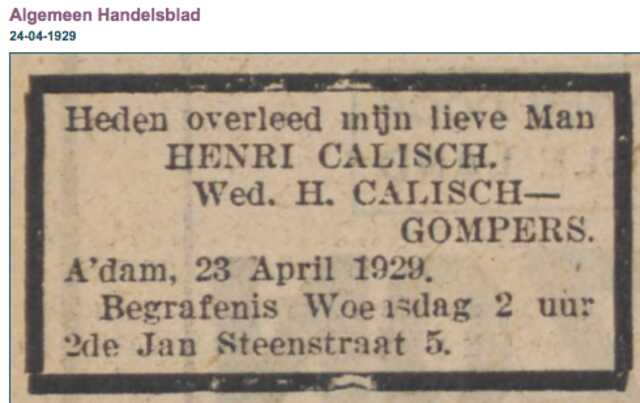 Algemeen Handelsblad
24-04-1929
Heden overleed mijn lieve Man
HENRI CALISCH.
Wed. H. CALISCH—
GOMPERS.
A'dam, 23 April 1929.
Begrafenis Woensdag 2 uur
2de Jan Steenstraat 5.